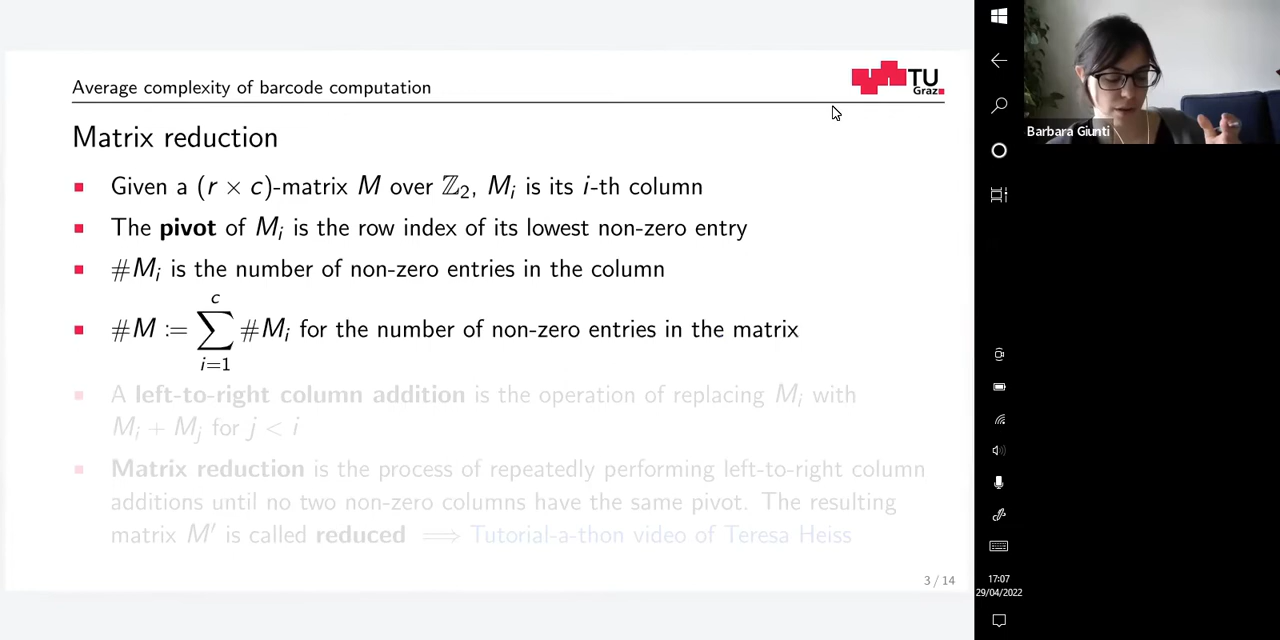 Average complexity of barcode computation
TU
Graz
Matrix reduction
Given a (r × c)-matrix M over ℤ₂, Mᵢ is its i-th column
The pivot of Mᵢ is the row index of its lowest non-zero entry
#Mᵢ is the number of non-zero entries in the column
#M := ∑_{i=1}^{c} #Mᵢ for the number of non-zero entries in the matrix
A left-to-right column addition is the operation of replacing Mᵢ with
Mᵢ + Mⱼ for j < i
Matrix reduction is the process of repeatedly performing left-to-right column
additions until no two non-zero columns have the same pivot. The resulting
matrix M′ is called reduced ⟹ Tutorial-a-thon video of Teresa Heiss
3 / 14
Barbara Giunti
17:07
29/04/2022